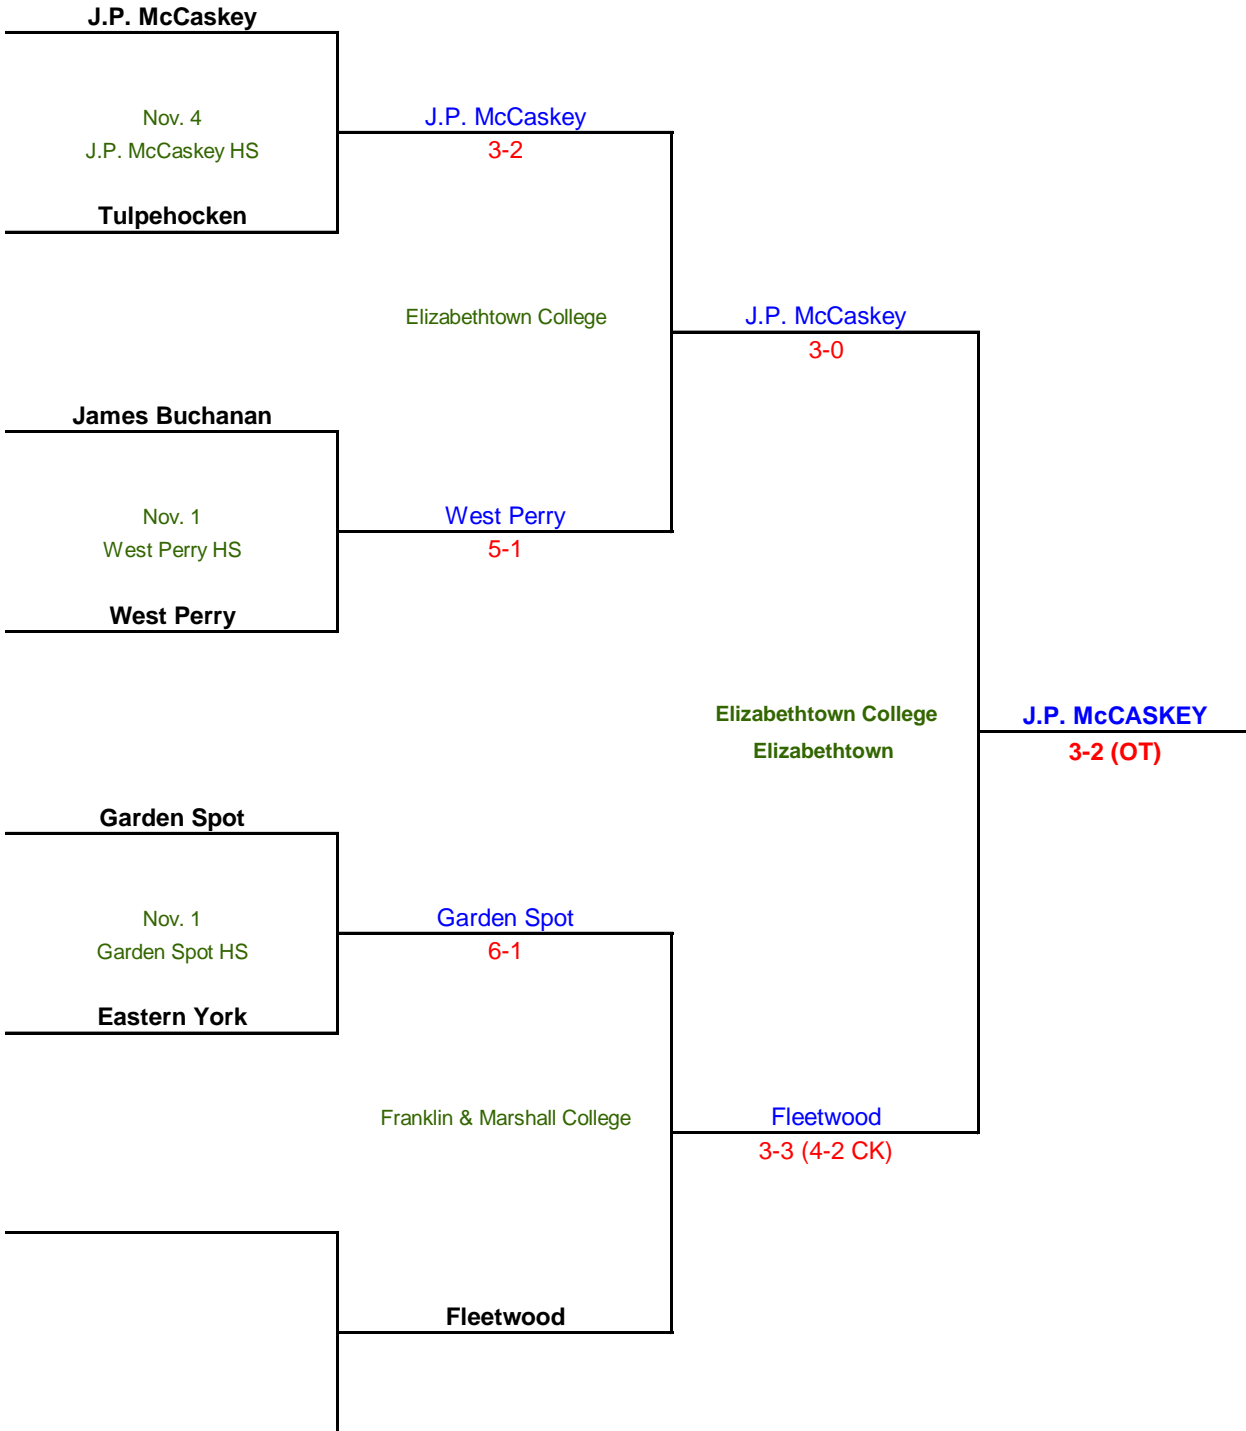 J.P. McCaskey
Nov. 4
J.P. McCaskey HS
Tulpehocken
J.P. McCaskey
3-2
Elizabethtown College
J.P. McCaskey
3-0
James Buchanan
Nov. 1
West Perry HS
West Perry
West Perry
5-1
Elizabethtown College
Elizabethtown
J.P. McCASKEY
3-2 (OT)
Garden Spot
Nov. 1
Garden Spot HS
Eastern York
Garden Spot
6-1
Franklin & Marshall College
Fleetwood
3-3 (4-2 CK)
Fleetwood